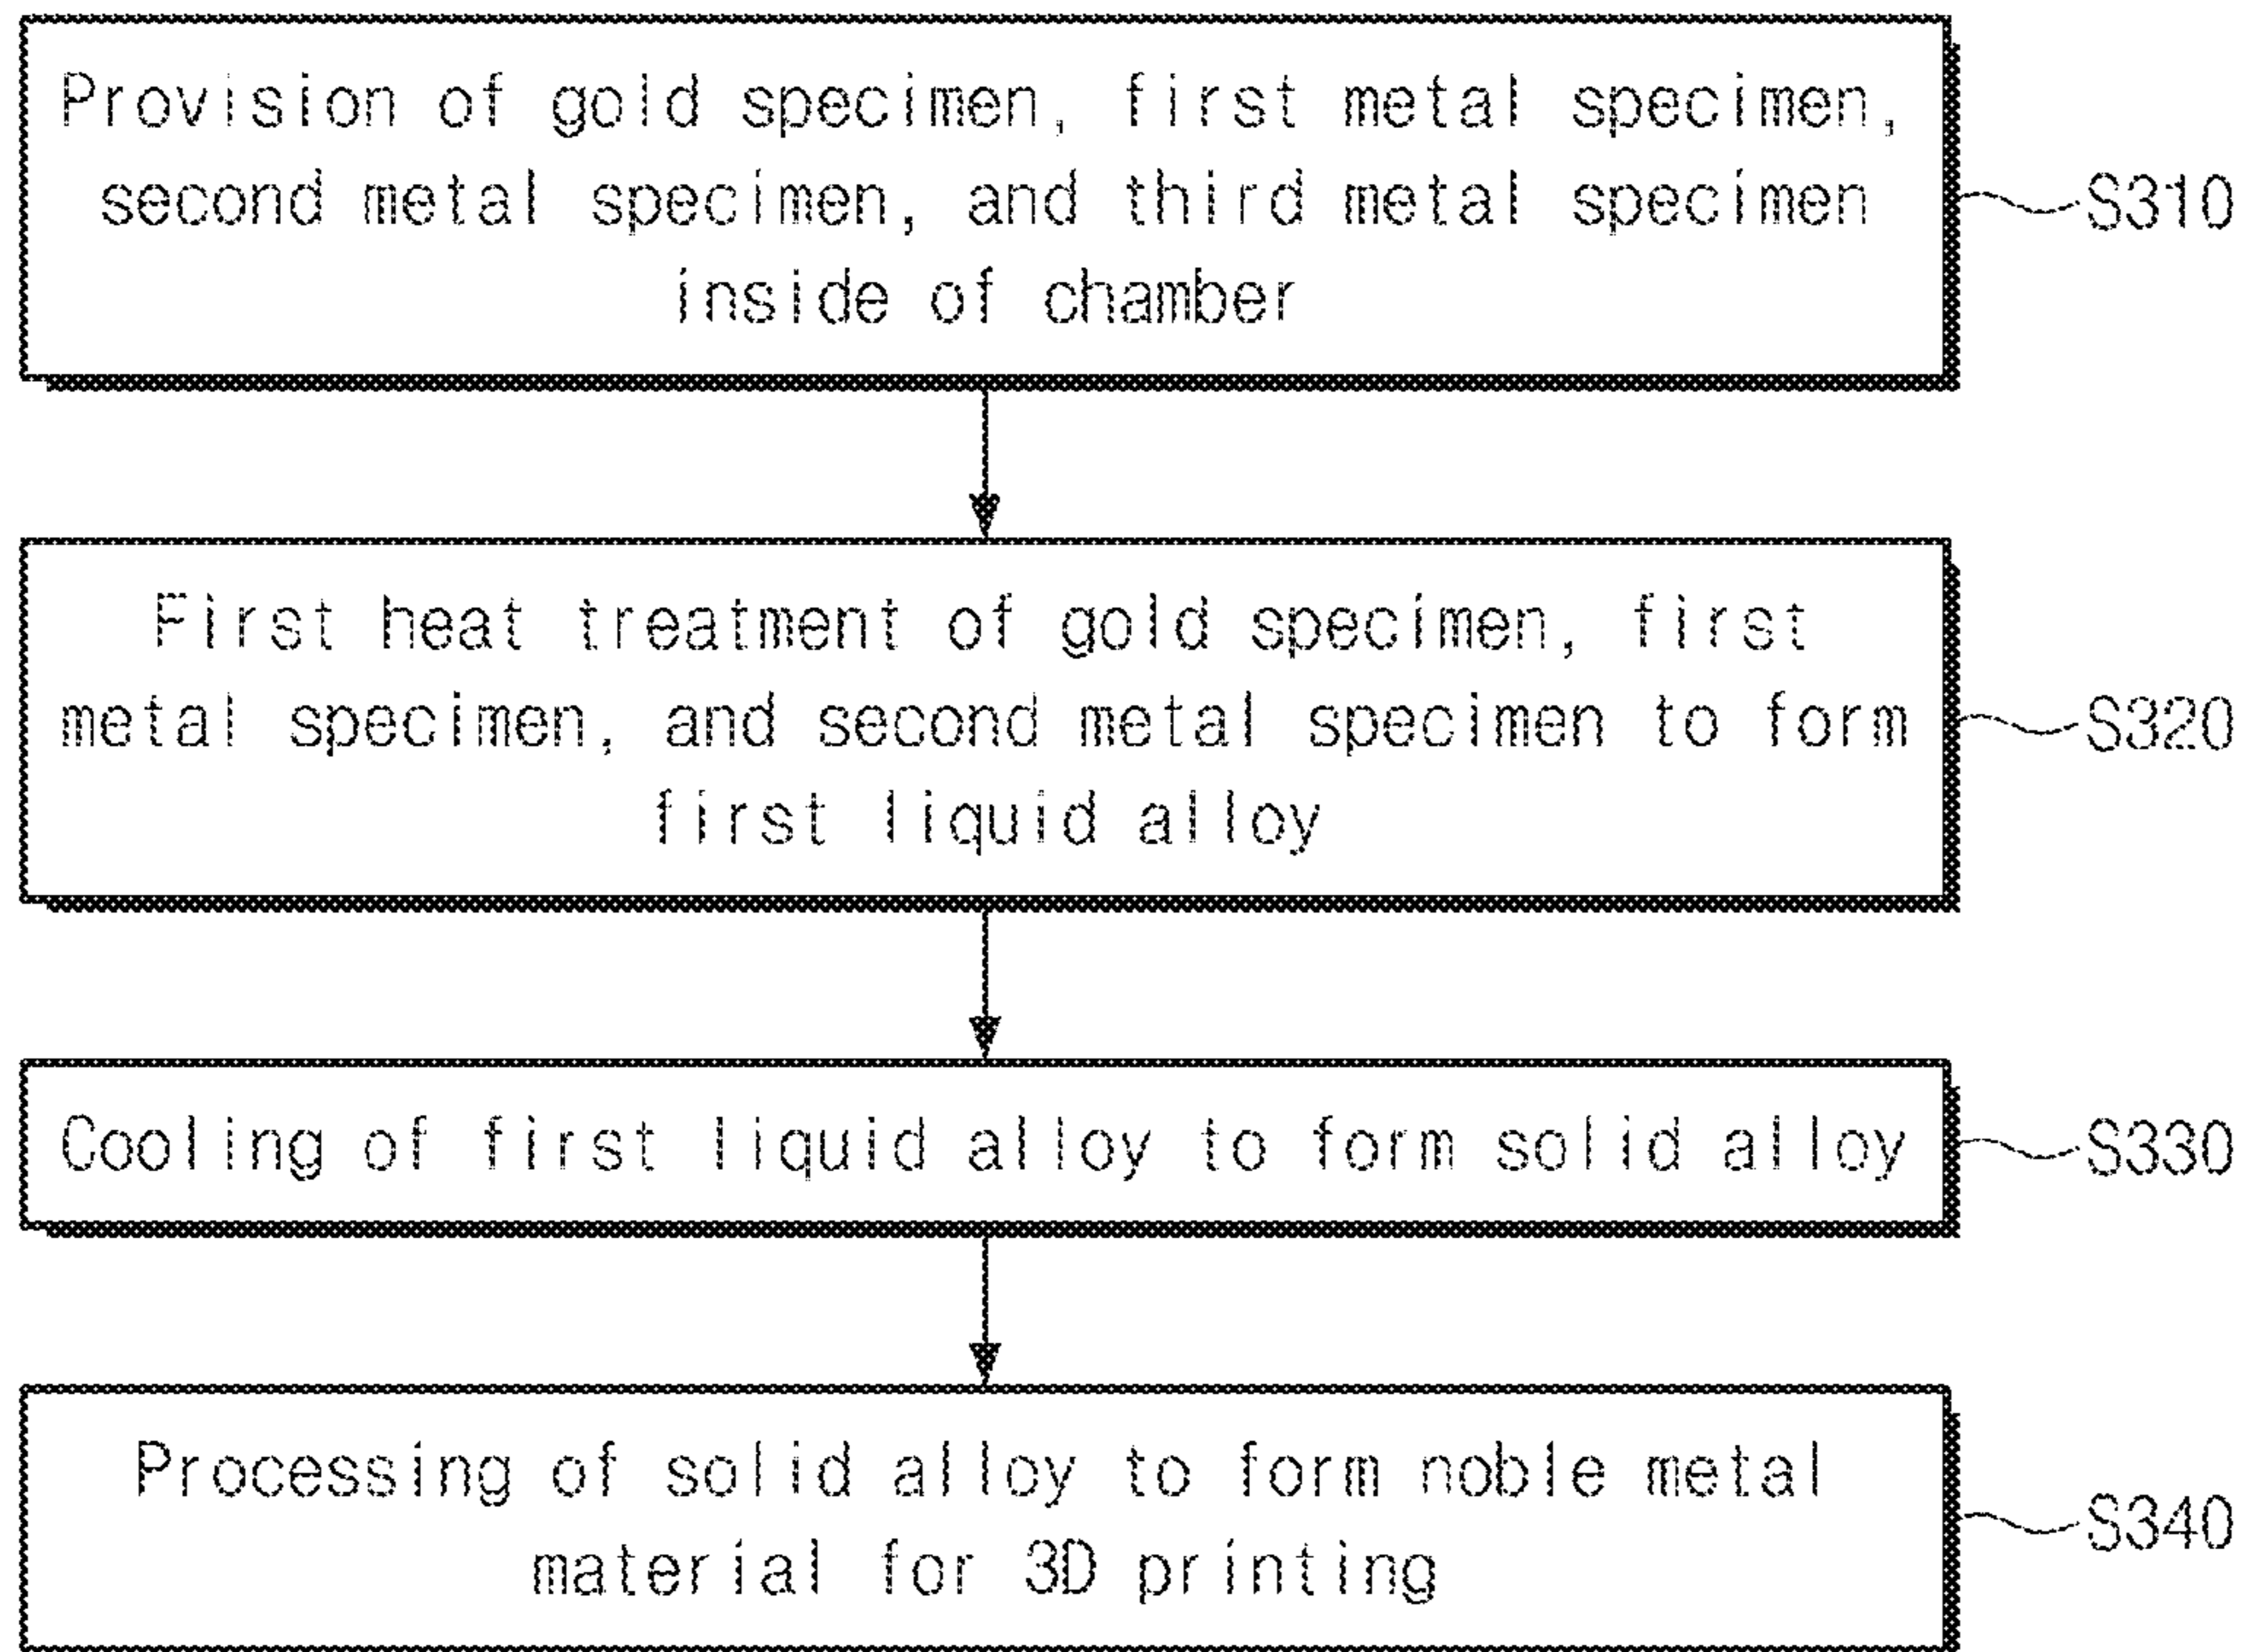 Provision of gold specimen, first metal specimen,
second metal specimen, and third metal specimen
inside of chamber
S310
First heat treatment of gold specimen, first
metal specimen, and second metal specimen to form
first liquid alloy
S320
Cooling of first liquid alloy to form solid alloy
S330
Processing of solid alloy to form noble metal
material for 3D printing
S340